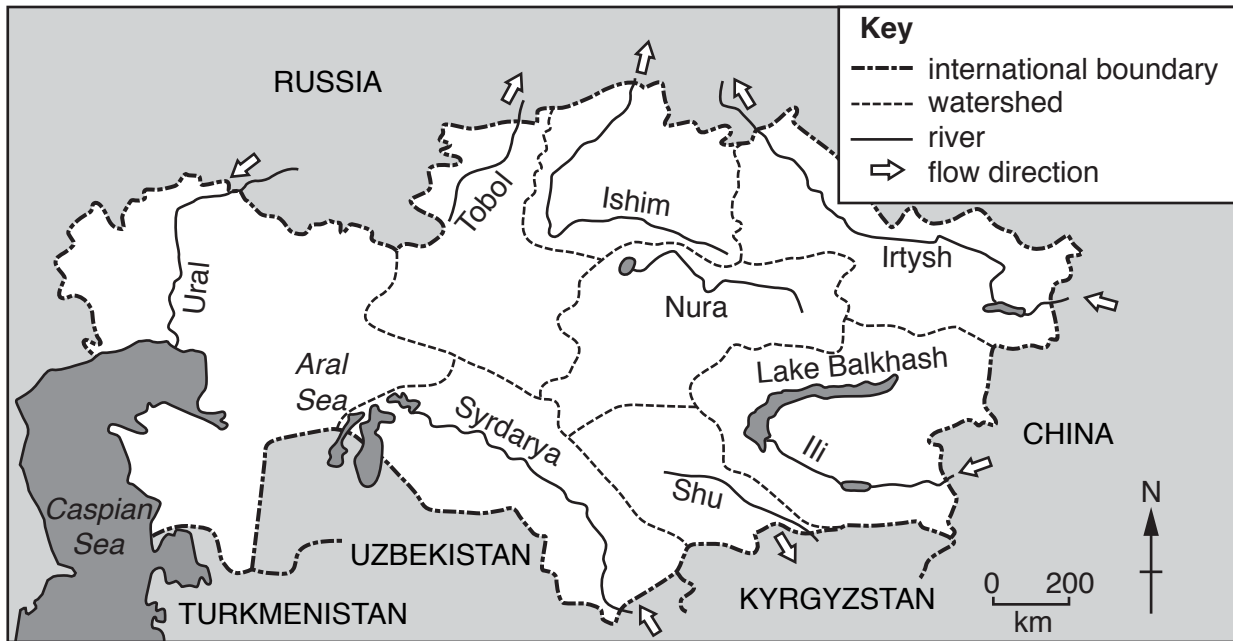 Key
international boundary
watershed
river
flow direction
RUSSIA
Tobol
Ishim
Irtysh
Ural
Nura
Aral
Sea
Lake Balkhash
Syrdarya
Ili
CHINA
Shu
N
Caspian
Sea
UZBEKISTAN
KYRGYZSTAN
0 200
km
TURKMENISTAN